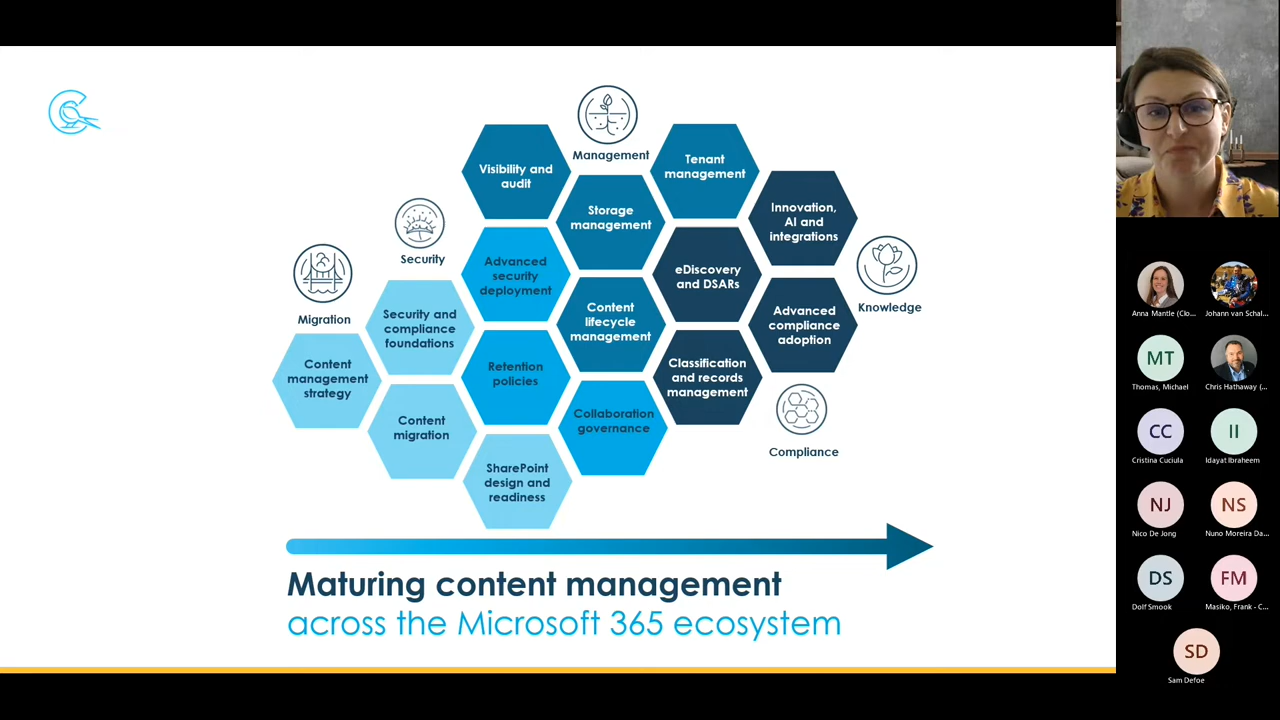 Management
Visibility and
audit
Tenant
management
Storage
management
Innovation,
AI and
integrations
Security
Advanced
security
deployment
eDiscovery
and DSARs
Knowledge
Migration
Security and
compliance
foundations
Content
lifecycle
management
Advanced
compliance
adoption
Content
management
strategy
Retention
policies
Classification
and records
management
Content
migration
Collaboration
governance
Compliance
SharePoint
design and
readiness
Maturing content management
across the Microsoft 365 ecosystem
Anna Mantle (Clo...
Johann van Schal...
MT
Thomas, Michael
Chris Hathaway (...
CC
II
Cristina Cuciula
Idayat Ibraheem
NJ
NS
Nico De Jong
Nuno Moreira Da...
DS
FM
Dolf Smook
Masiko, Frank - C...
SD
Sam Defoe